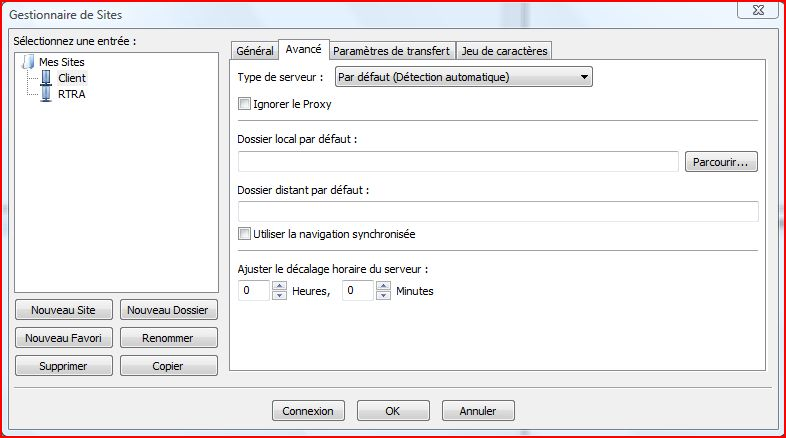 Gestionnaire de Sites
Sélectionnez une entrée :
Mes Sites
Client
RTRA
Nouveau Site
Nouveau Dossier
Nouveau Favori
Renommer
Supprimer
Copier
Général
Avancé
Paramètres de transfert
Jeu de caractères
Type de serveur :
Par défaut (Détection automatique)
Ignorer le Proxy
Dossier local par défaut :
Parcourir...
Dossier distant par défaut :
Utiliser la navigation synchronisée
Ajuster le décalage horaire du serveur :
0 Heures, 0 Minutes
Connexion
OK
Annuler